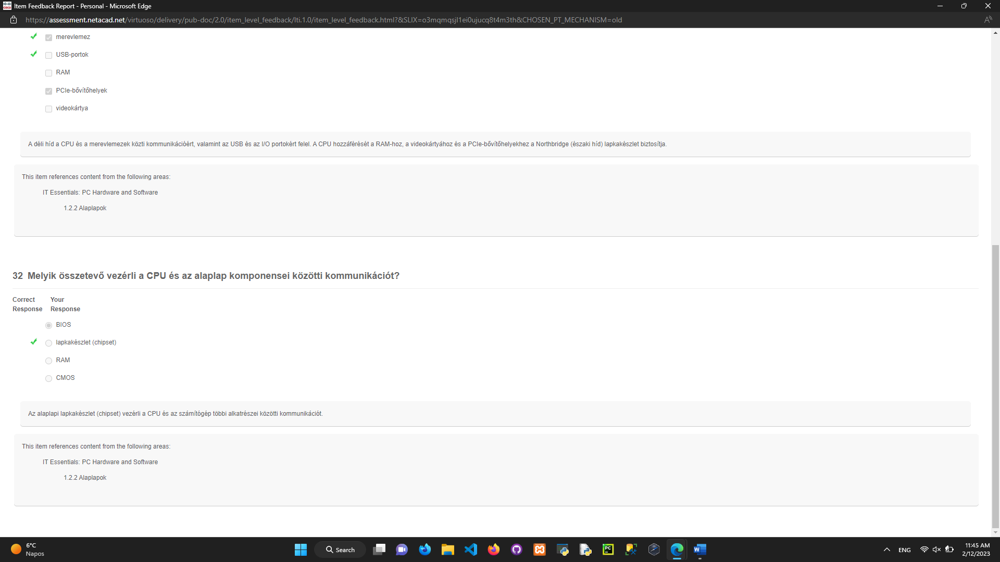 Item Feedback Report - Personal - Microsoft Edge
https://assessment.netacad.net/virtuoso/delivery/pub-doc/2.0/item_level_feedback/lti.1.0/item_level_feedback.html?&SLIX=o3mqmqsjl1ei0ujucq8t4m3th&CHOSEN_PT_MECHANISM=old
merevlemez
USB-portok
RAM
PCIe-bővítőhelyek
videokártya
A déli híd a CPU és a merevlemezek közti kommunikációért, valamint az USB és az I/O portokért felel. A CPU hozzáférését a RAM-hoz, a videokártyához és a PCIe-bővítőhelyekhez a Northbridge (északi híd) lapkakészlet biztosítja.
This item references content from the following areas:
IT Essentials: PC Hardware and Software
1.2.2 Alaplapok
32 Melyik összetevő vezérli a CPU és az alaplap komponensei közötti kommunikációt?
Correct Response Your Response
BIOS
lapkakészlet (chipset)
RAM
CMOS
Az alaplapi lapkakészlet (chipset) vezérli a CPU és az számítógép többi alkatrészei közötti kommunikációt.
This item references content from the following areas:
IT Essentials: PC Hardware and Software
1.2.2 Alaplapok
6°C
Napos
Search
ENG
11:45 AM
2/12/2023